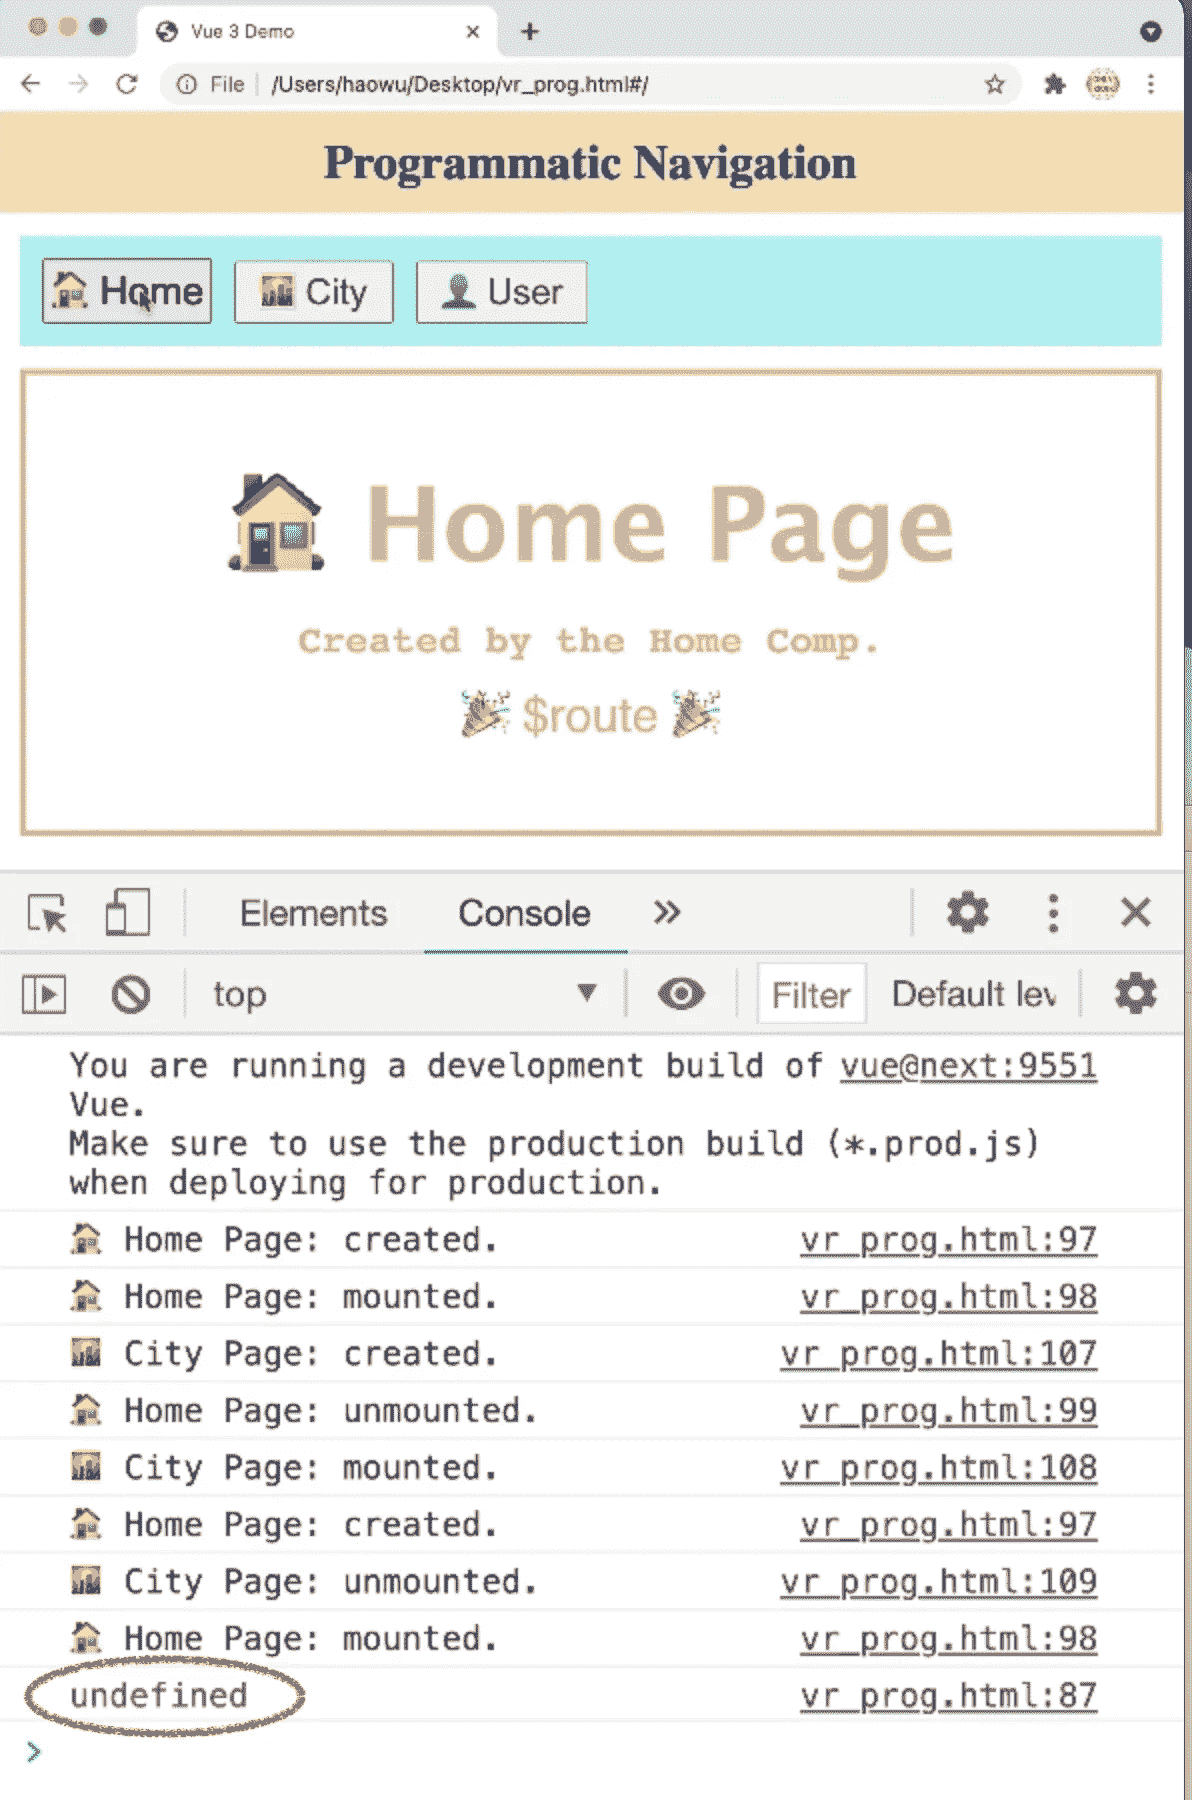 Vue 3 Demo
File /Users/haowu/Desktop/vr_prog.html#/
Programmatic Navigation
Home City User
Home Page
Created by the Home Comp.
$route
Elements Console
top Filter Default lev
You are running a development build of vue@next:9551
Vue.
Make sure to use the production build (*.prod.js)
when deploying for production.
Home Page: created. vr_prog.html:97
Home Page: mounted. vr_prog.html:98
City Page: created. vr_prog.html:107
Home Page: unmounted. vr_prog.html:99
City Page: mounted. vr_prog.html:108
Home Page: created. vr_prog.html:97
City Page: unmounted. vr_prog.html:109
Home Page: mounted. vr_prog.html:98
undefined vr_prog.html:87